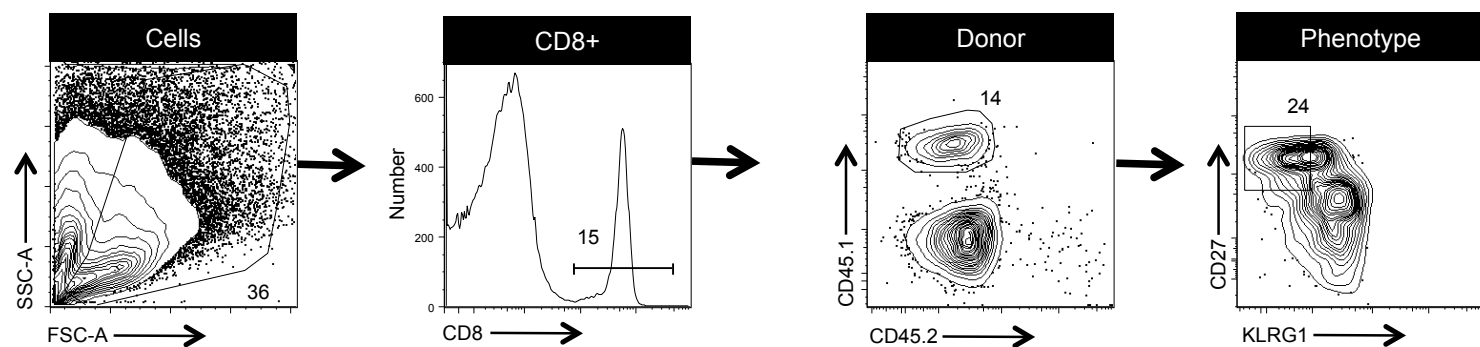 Cells
CD8+
Donor
Phenotype
SSC-A
36
FSC-A
Number
600
400
200
0
15
CD8
CD45.1
14
CD45.2
CD27
24
KLRG1